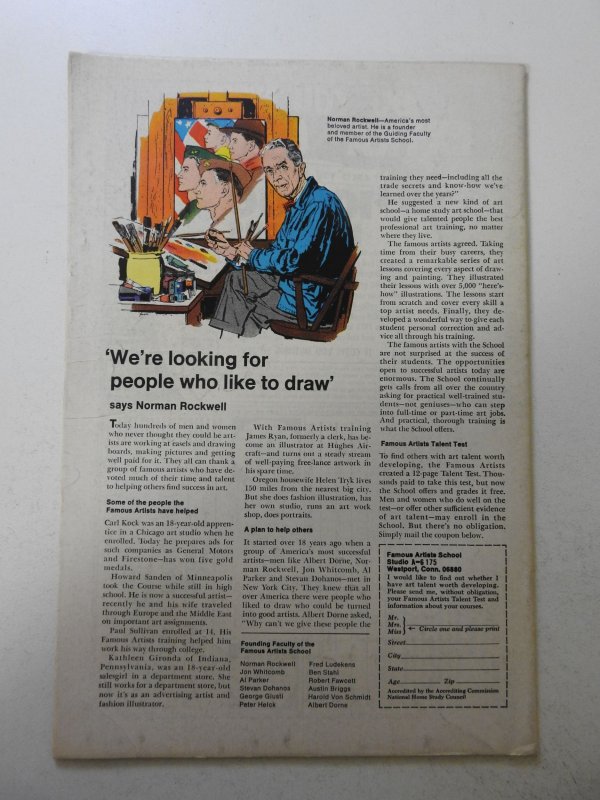 Norman Rockwell—America's most
beloved artist. He is a founder
and member of the Guiding Faculty
of the Famous Artists School.
'We're looking for
people who like to draw'
says Norman Rockwell
Today hundreds of men and women
who never thought they could be art-
ists are working at easels and drawing
boards, making pictures and getting
well paid for it. They all can thank a
group of famous artists who have de-
voted much of their time and talent
to helping others find success in art.
Some of the people the
Famous Artists have helped
Carl Kock was an 18-year-old appren-
tice in a Chicago art studio when he
enrolled. Today he prepares ads for
such companies as General Motors
and Firestone—has won five gold
medals.
Howard Sanden of Minneapolis
took the Course while still in high
school. He is now a successful artist—
recently he and his wife traveled
through Europe and the Middle East
on important art assignments.
Paul Sullivan enrolled at 14. His
Famous Artists training helped him
work his way through college.
Kathleen Gironda of Indiana,
Pennsylvania, was an 18-year-old
salesgirl in a department store. She
still works for a department store, but
now it's as an advertising artist and
fashion illustrator.
With Famous Artists training
James Ryan, formerly a clerk, has be-
come an illustrator at Hughes Air-
craft—and turns out a steady stream
of well-paying free-lance artwork in
his spare time.
Oregon housewife Helen Tryk lives
150 miles from the nearest big city.
But she does fashion illustration, has
her own studio, runs an art work
shop, does portraits.
A plan to help others
It started over 18 years ago when a
group of America's most successful
artists—men like Albert Dorne, Nor-
man Rockwell, Jon Whitcomb, Al
Parker and Stevan Dohanos—met in
New York City. They knew that all
over America there were people who
liked to draw who could be turned
into good artists. Albert Dorne asked,
"Why can't we give these people the
Founding Faculty of the
Famous Artists School
Norman Rockwell
Jon Whitcomb
Al Parker
Stevan Dohanos
George Giusti
Peter Helck
Fred Ludekens
Ben Stahl
Robert Fawcett
Austin Briggs
Harold Von Schmidt
Albert Dorne
training they need—including all the
trade secrets and know-how we've
learned over the years?"
He suggested a new kind of art
school—a home study art school—that
would give talented people the best
professional art training, no matter
where they live.
The famous artists agreed. Taking
time from their busy careers, they
created a remarkable series of art
lessons covering every aspect of draw-
ing and painting. They illustrated
their lessons with over 5,000 "here's-
how" illustrations. The lessons start
from scratch and cover every skill a
top artist needs. Finally, they de-
veloped a wonderful way to give each
student personal correction and ad-
vice all through his training.
The famous artists with the School
are not surprised at the success of
their students. The opportunities
open to successful artists today are
enormous. The School continually
gets calls from all over the country
asking for practical well-trained stu-
dents—not geniuses—who can step
into full-time or part-time art jobs.
And practical, thorough training is
what the School offers.
Famous Artists Talent Test
To find others with art talent worth
developing, the Famous Artists
created a 12-page Talent Test. Thou-
sands paid to take this test, but now
the School offers and grades it free.
Men and women who do well on the
test—or offer other sufficient evidence
of art talent—may enroll in the
School. But there's no obligation.
Simply mail the coupon below.
Famous Artists School
Studio A-6175
Westport, Conn. 06880
I would like to find out whether I
have art talent worth developing.
Please send me, without obligation,
your Famous Artists Talent Test and
information about your courses.
Mr.
Mrs.
Miss
Circle one and please print
Street
City
State
Age Zip
Accredited by the Accrediting Commission
National Home Study Council